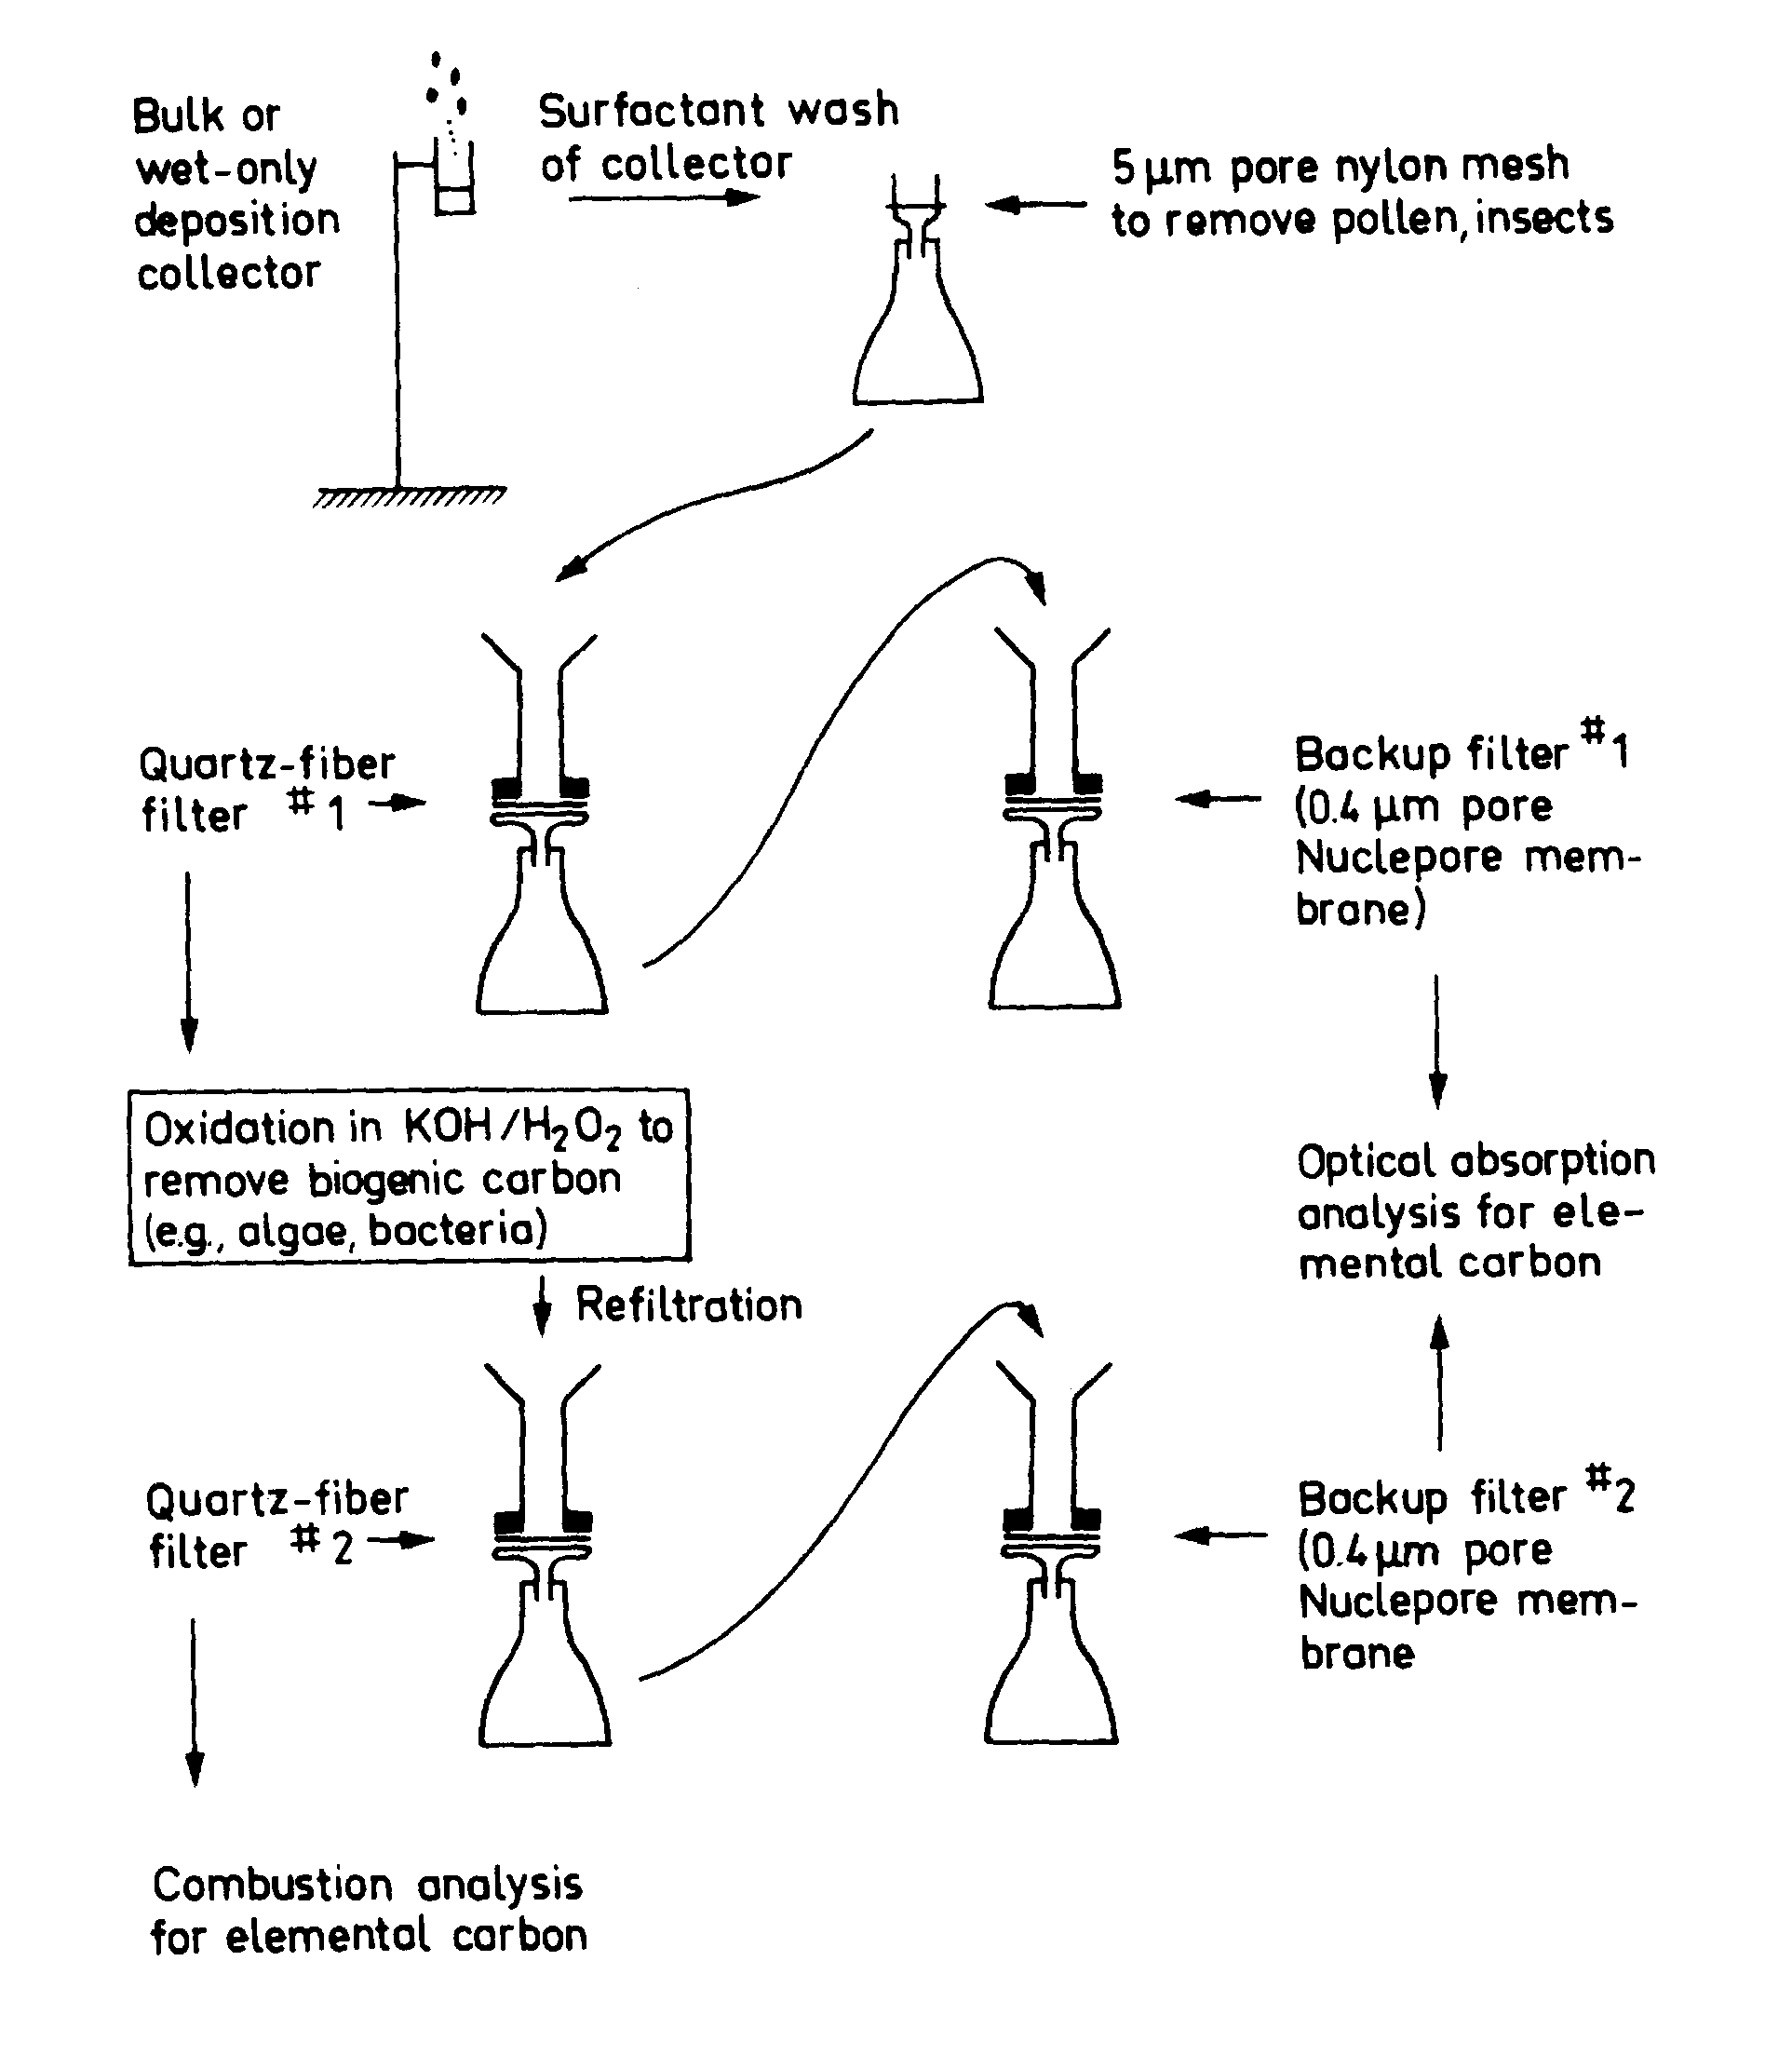 Bulk or
wet-only
deposition
collector
Surfactant wash
of collector
5 μm pore nylon mesh
to remove pollen, insects
Quartz-fiber
filter #1
Backup filter #1
(0.4 μm pore
Nuclepore mem-
brane)
Oxidation in KOH/H₂O₂ to
remove biogenic carbon
(e.g., algae, bacteria)
Optical absorption
analysis for ele-
mental carbon
Refiltration
Quartz-fiber
filter #2
Backup filter #2
(0.4 μm pore
Nuclepore mem-
brane
Combustion analysis
for elemental carbon